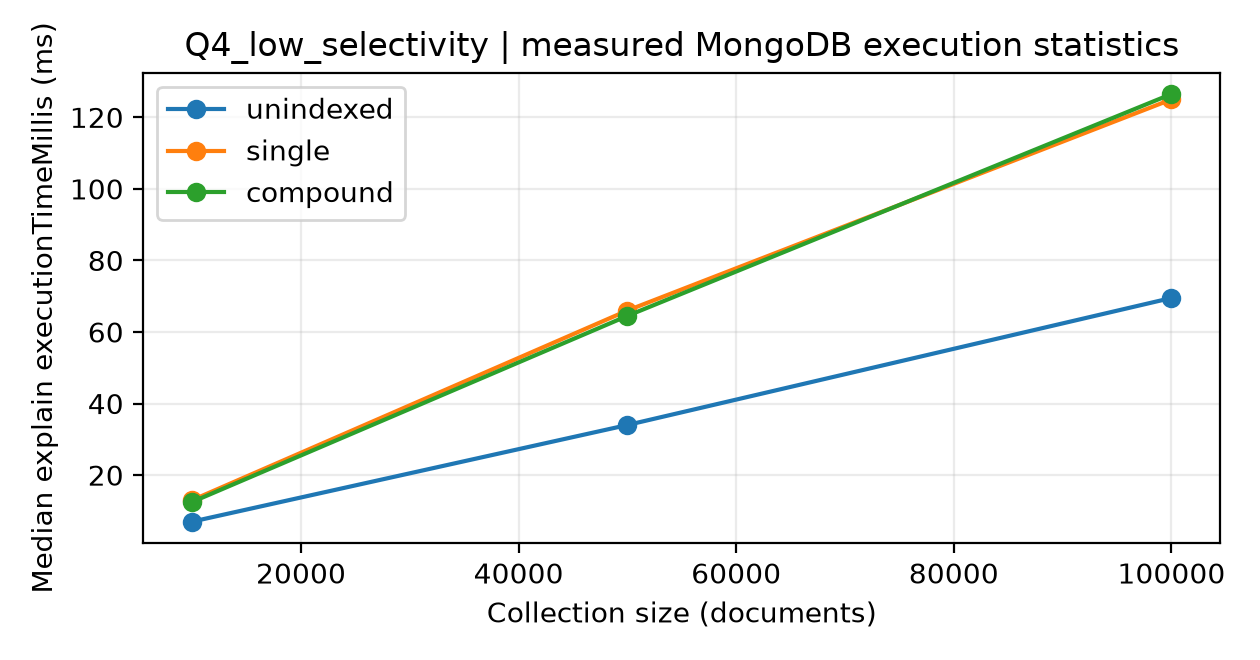 Q4_low_selectivity | measured MongoDB execution statistics
Median explain executionTimeMillis (ms)
120
100
80
60
40
20
unindexed
single
compound
20000 40000 60000 80000 100000
Collection size (documents)